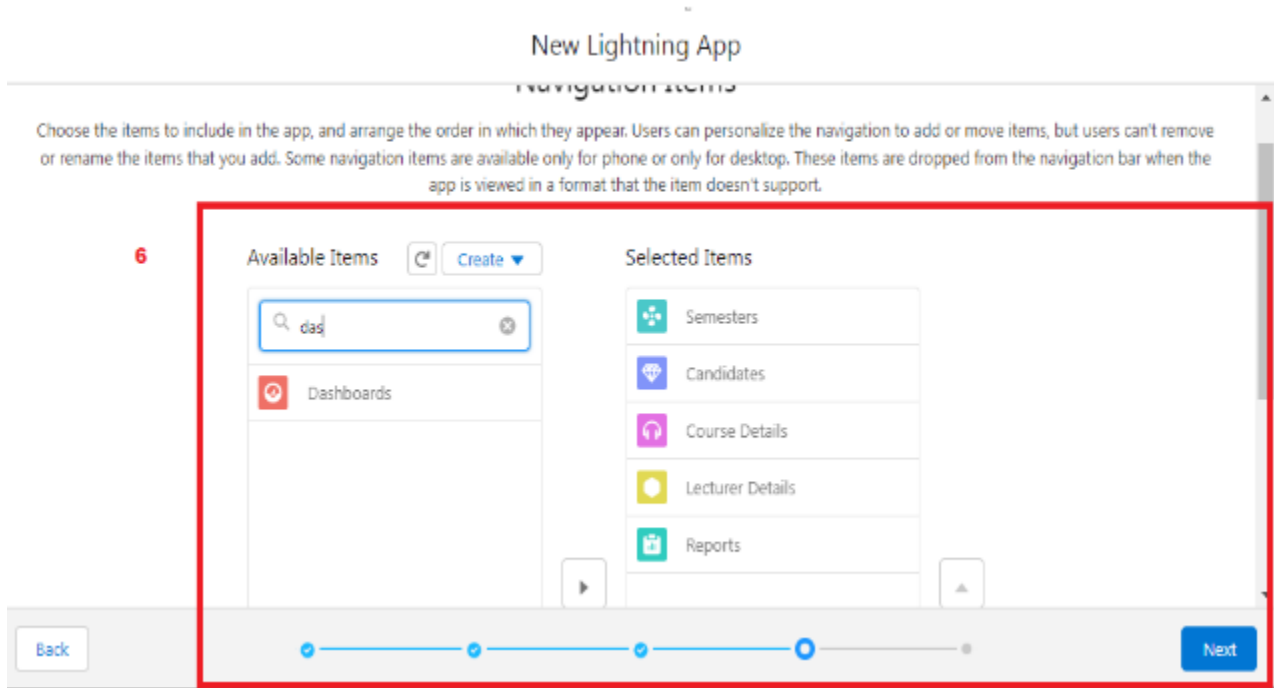 New Lightning App
Navigation Items
Choose the items to include in the app, and arrange the order in which they appear. Users can personalize the navigation to add or move items, but users can't remove
or rename the items that you add. Some navigation items are available only for phone or only for desktop. These items are dropped from the navigation bar when the
app is viewed in a format that the item doesn't support.
6
Available Items
Create
Selected Items
das
Dashboards
Semesters
Candidates
Course Details
Lecturer Details
Reports
Back
Next